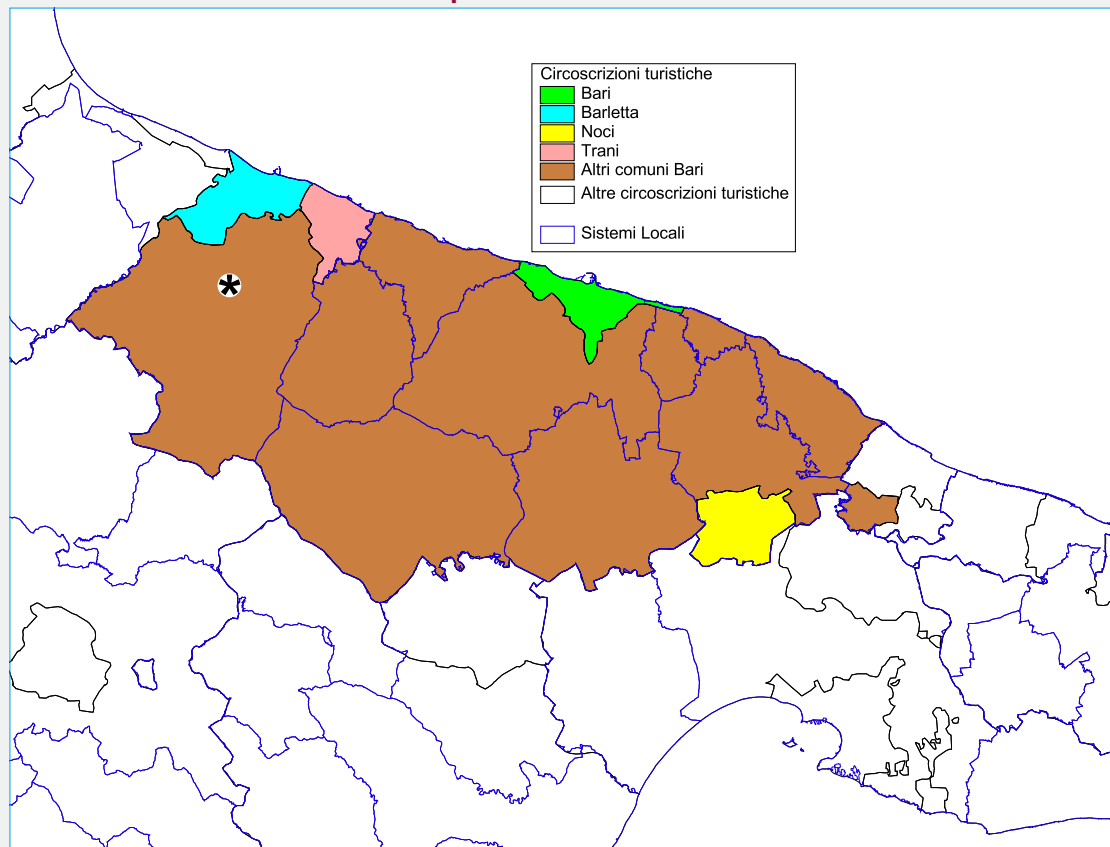 Circoscrizioni turistiche
Bari
Barletta
Noci
Trani
Altri comuni Bari
Altre circoscrizioni turistiche
Sistemi Locali
*